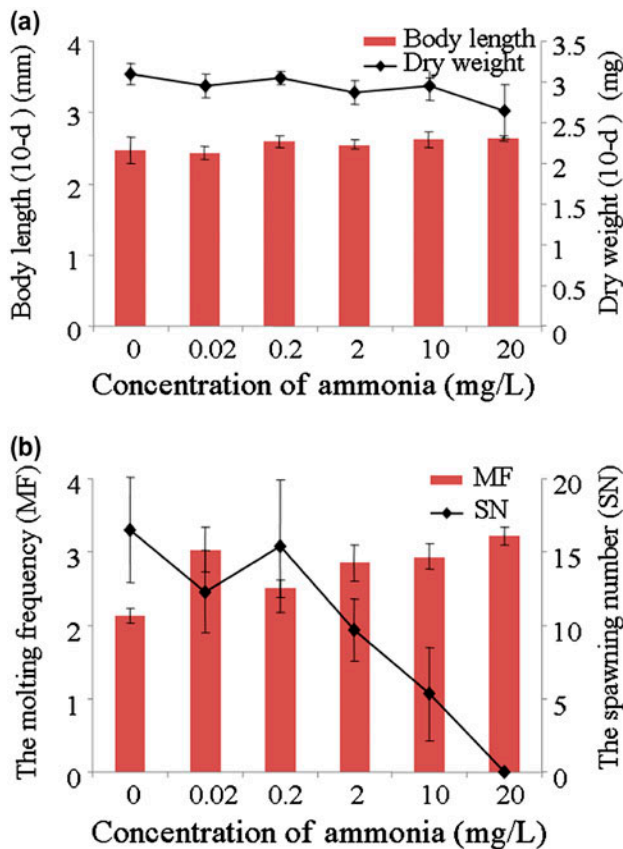 (a)
Body length
Dry weight
Body length (10-d) (mm)
4
3
2
1
0
3.5
3
2.5
2
1.5
1
0.5
0
Dry weight (10-d) (mg)
0 0.02 0.2 2 10 20
Concentration of ammonia (mg/L)
(b)
MF
SN
The molting frequency (MF)
4
3
2
1
0
20
15
10
5
0
The spawning number (SN)
0 0.02 0.2 2 10 20
Concentration of ammonia (mg/L)